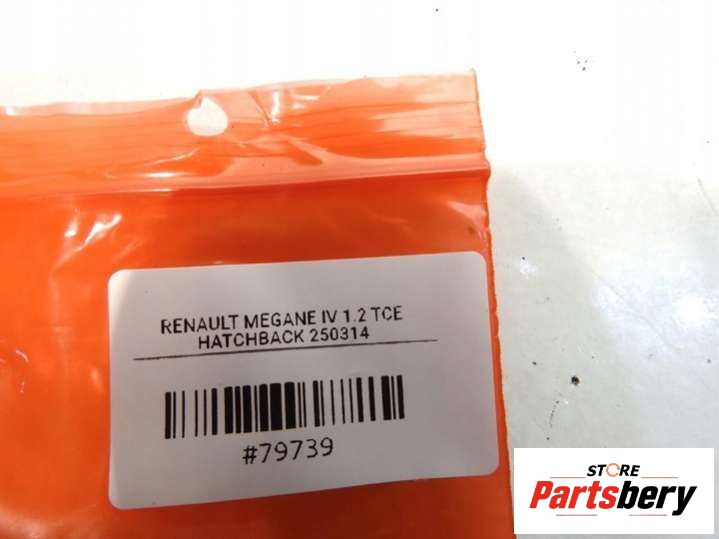 RENAULT MEGANE IV 1.2 TCE
HATCHBACK 250314
#79739
STORE
Partsbery